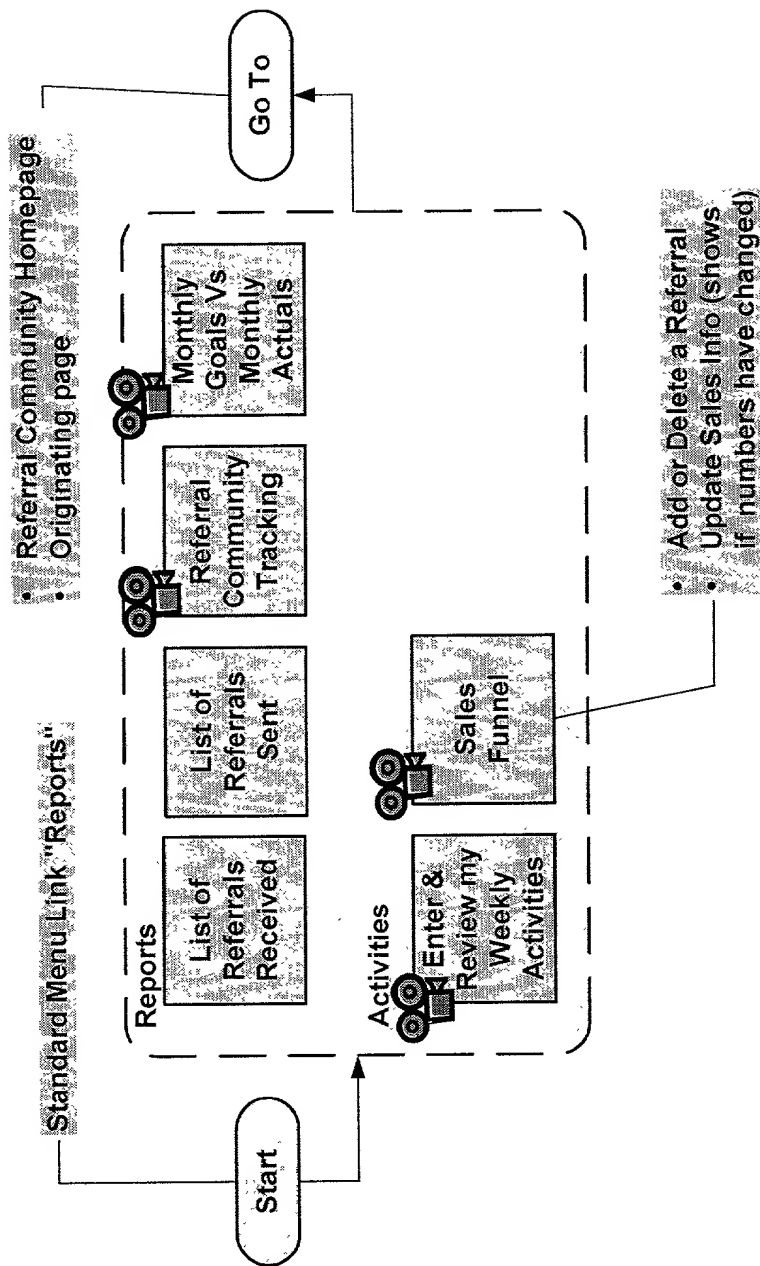 Standard Menu Link "Reports"
• Referral Community Homepage
• Originating page
Start
Go To
Reports
List of
Referrals
Received
List of
Referrals
Sent
Referral
Community
Tracking
Monthly
Goals Vs
Monthly
Actuals
Activities
Enter &
Review my
Weekly
Activities
Sales
Funnel
• Add or Delete a Referral
• Update Sales Info (shows
if numbers have changed)